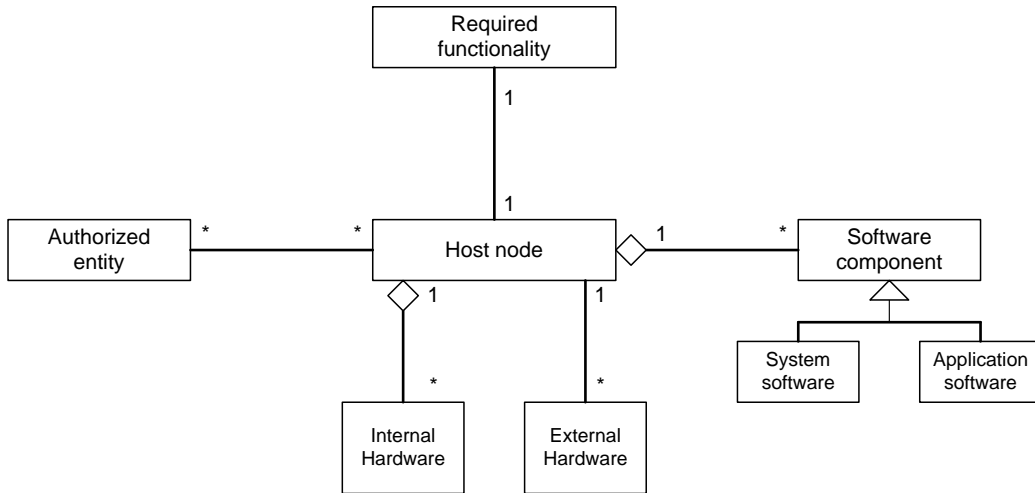 Required
functionality
1
1
Authorized
entity
*
*
Host node
1
*
Software
component
1
1
System
software
Application
software
*
*
Internal
Hardware
External
Hardware